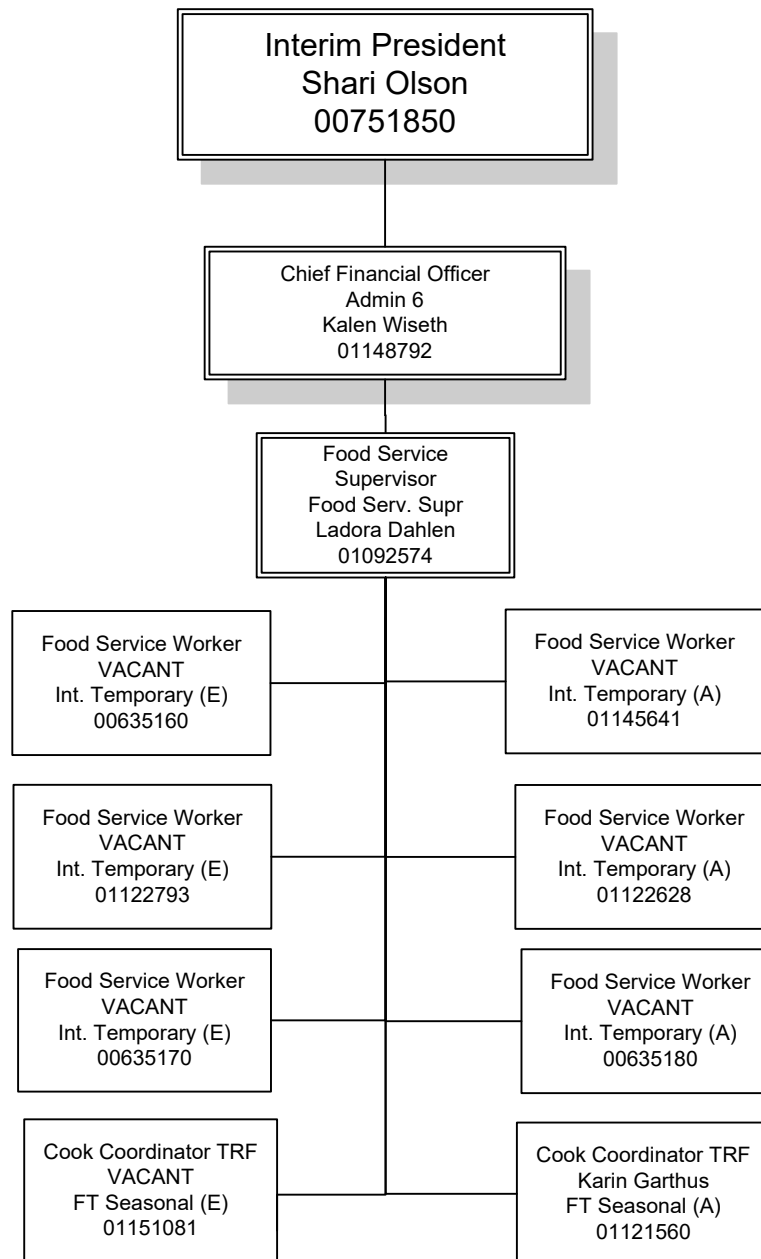 Interim President
Shari Olson
00751850
Chief Financial Officer
Admin 6
Kalen Wiseth
01148792
Food Service
Supervisor
Food Serv. Supr
Ladora Dahlen
01092574
Food Service Worker
VACANT
Int. Temporary (E)
00635160
Food Service Worker
VACANT
Int. Temporary (A)
01145641
Food Service Worker
VACANT
Int. Temporary (E)
01122793
Food Service Worker
VACANT
Int. Temporary (A)
01122628
Food Service Worker
VACANT
Int. Temporary (E)
00635170
Food Service Worker
VACANT
Int. Temporary (A)
00635180
Cook Coordinator TRF
VACANT
FT Seasonal (E)
01151081
Cook Coordinator TRF
Karin Garthus
FT Seasonal (A)
01121560